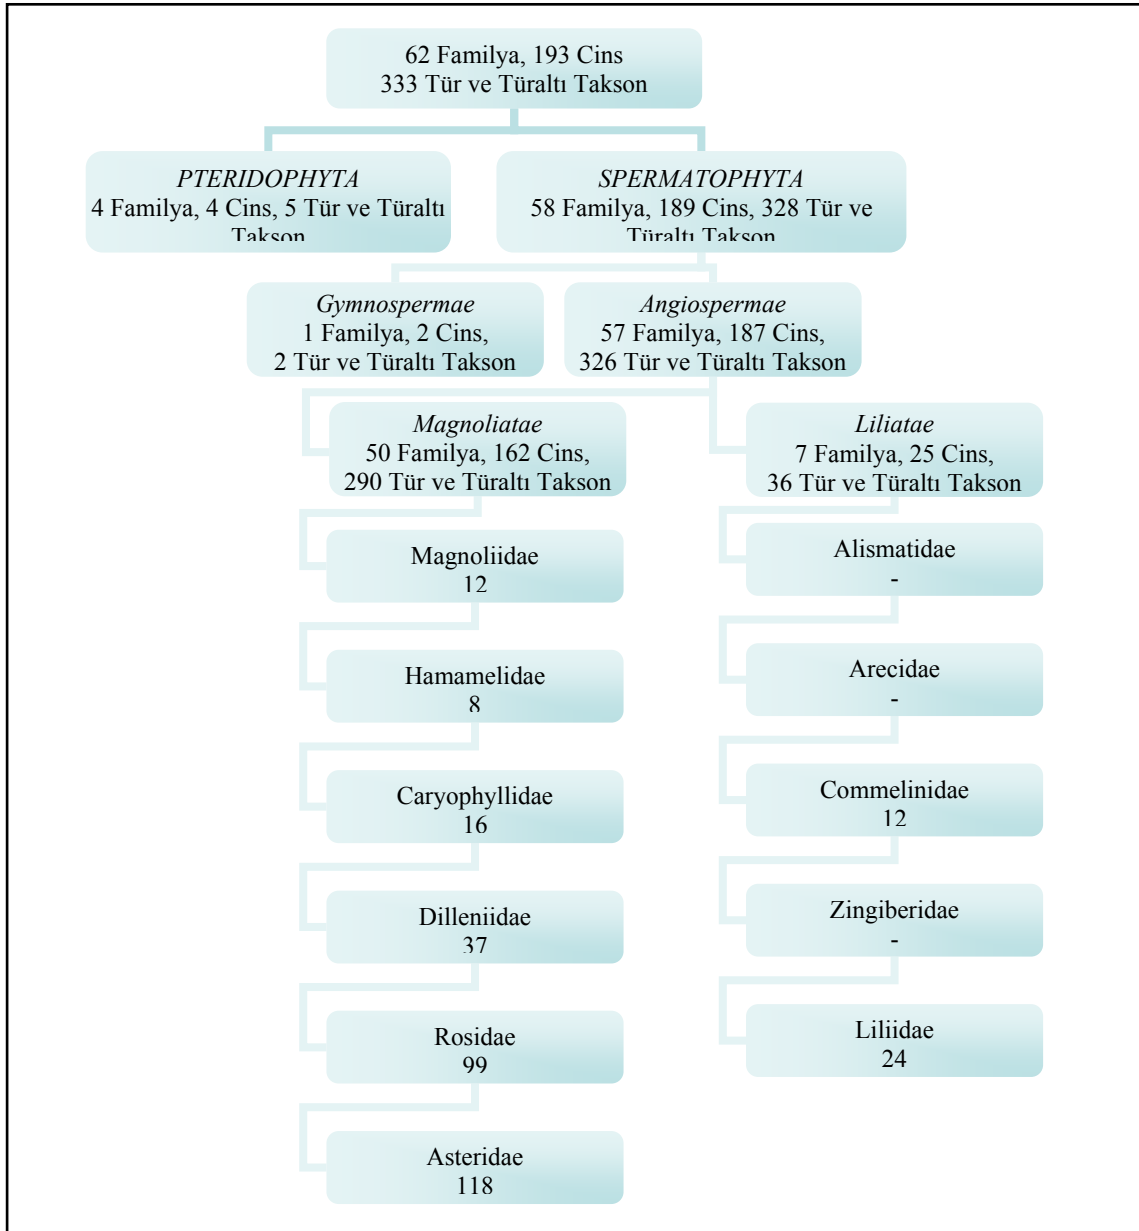 62 Familya, 193 Cins
333 Tür ve Türaltı Takson
PTERIDOPHYTA
4 Familya, 4 Cins, 5 Tür ve Türaltı
Takson
SPERMATOPHYTA
58 Familya, 189 Cins, 328 Tür ve
Türaltı Takson
Gymnospermae
1 Familya, 2 Cins,
2 Tür ve Türaltı Takson
Angiospermae
57 Familya, 187 Cins,
326 Tür ve Türaltı Takson
Magnoliatae
50 Familya, 162 Cins,
290 Tür ve Türaltı Takson
Liliatae
7 Familya, 25 Cins,
36 Tür ve Türaltı Takson
Magnoliidae
12
Hamamelidae
8
Caryophyllidae
16
Dilleniidae
37
Rosidae
99
Asteridae
118
Alismatidae
-
Arecidae
-
Commelinidae
12
Zingiberidae
-
Liliidae
24